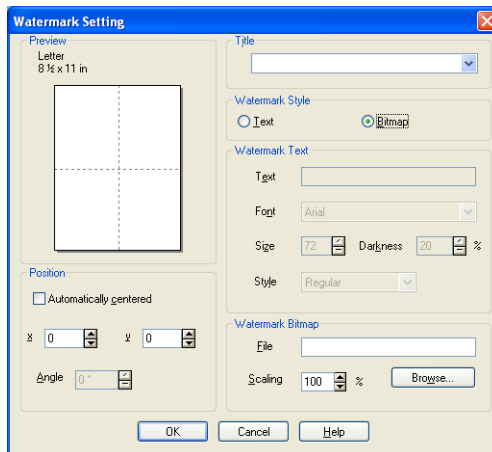 Watermark Setting
Preview
Letter
8 ½ x 11 in
Position
Automatically centered
x 0 y 0
Angle 0 °
Title
Watermark Style
Text Bitmap
Watermark Text
Text
Font Arial
Size 72 Darkness 20 %
Style Regular
Watermark Bitmap
File
Scaling 100 % Browse...
OK Cancel Help